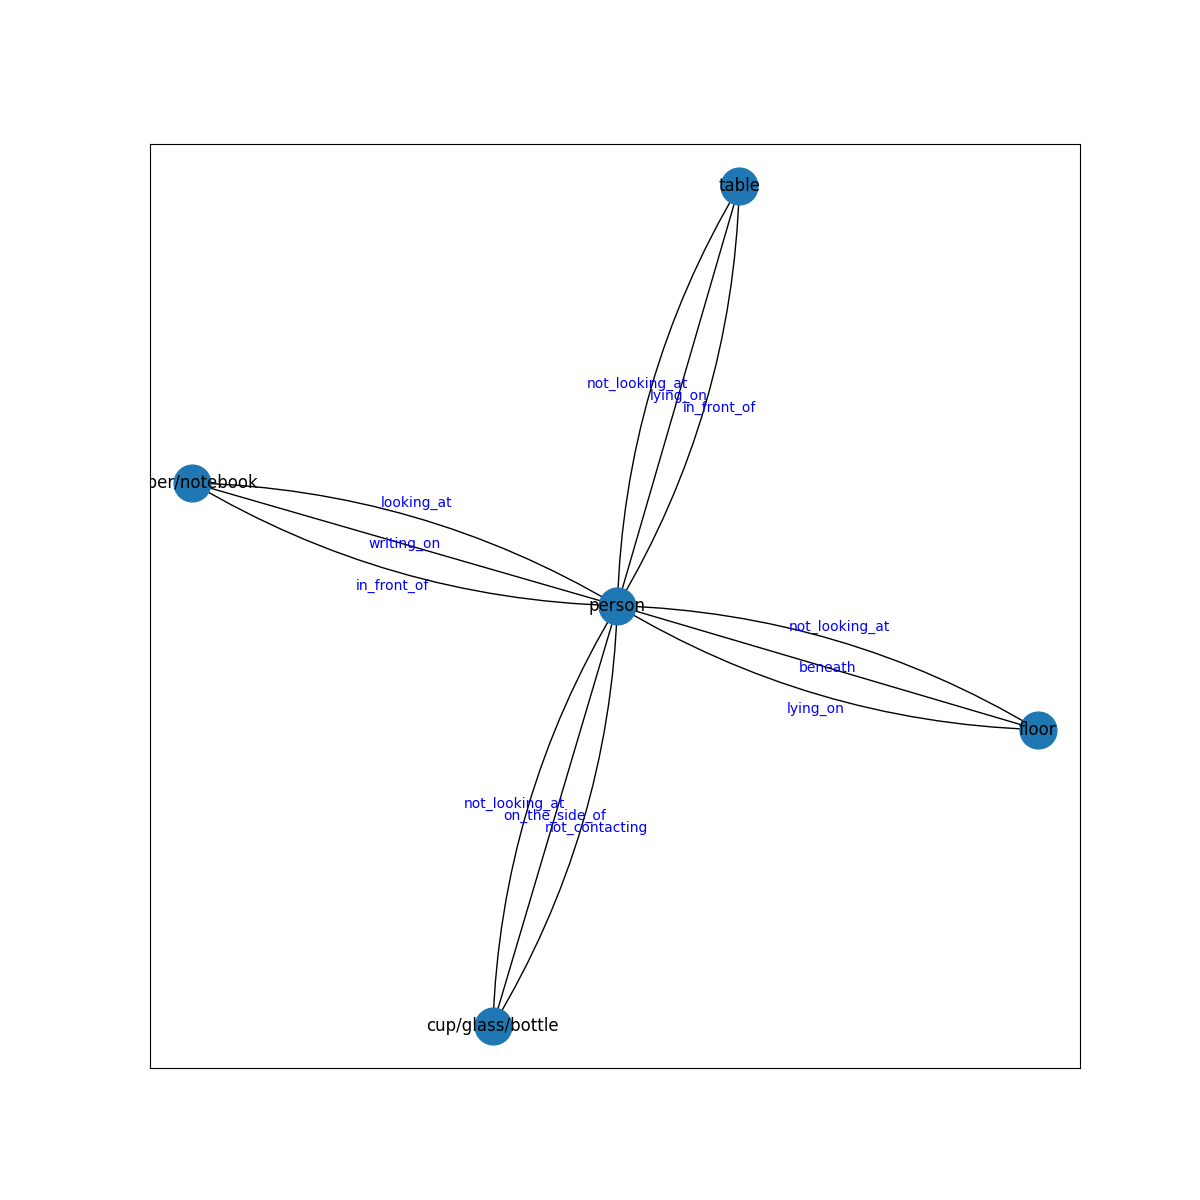 table
not_looking_at
lying_on
in_front_of
per/notebook
looking_at
writing_on
in_front_of
person
not_looking_at
beneath
lying_on
floor
not_looking_at
on_the_side_of
not_contacting
cup/glass/bottle